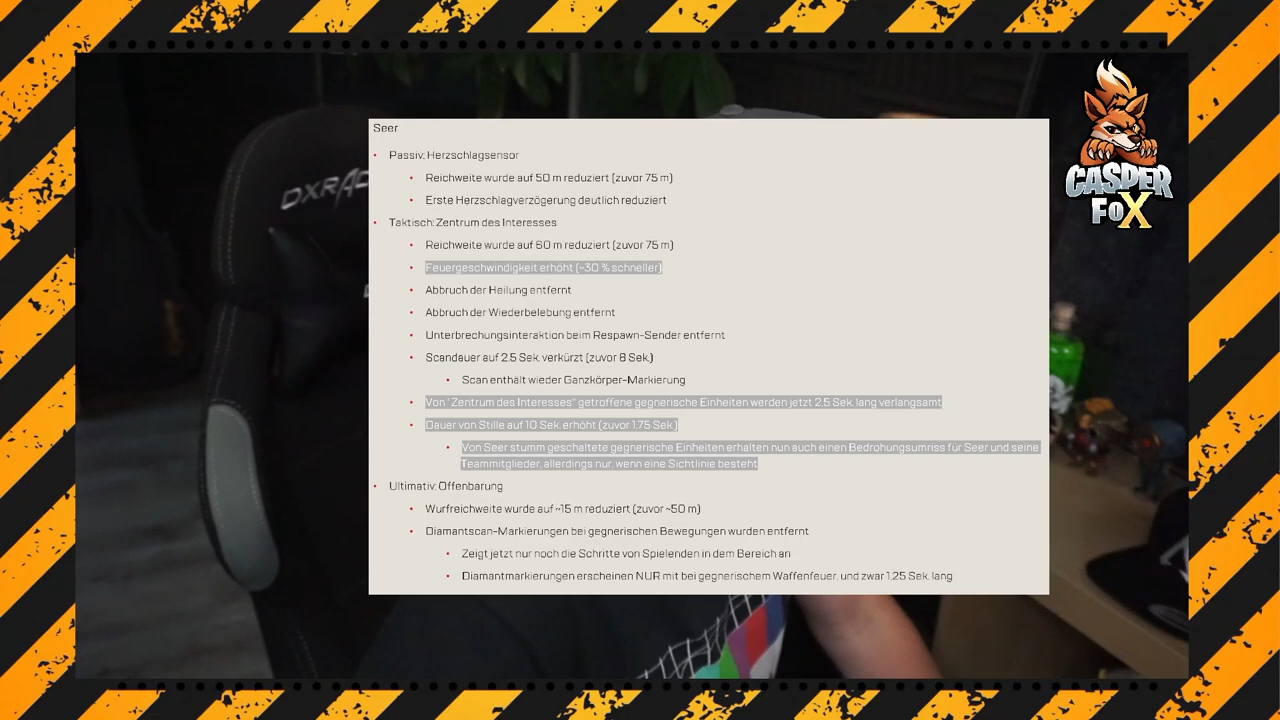 Seer
Passiv: Herzschlagsensor
Reichweite wurde auf 50 m reduziert (zuvor 75 m)
Erste Herzschlagverzögerung deutlich reduziert
Taktisch: Zentrum des Interesses
Reichweite wurde auf 60 m reduziert (zuvor 75 m)
Feuergeschwindigkeit erhöht (~30 % schneller)
Abbruch der Heilung entfernt
Abbruch der Wiederbelebung entfernt
Unterbrechungsinteraktion beim Respawn-Sender entfernt
Scandauer auf 2.5 Sek. verkürzt (zuvor 8 Sek.)
Scan enthält wieder Ganzkörper-Markierung
Von "Zentrum des Interesses" getroffene gegnerische Einheiten werden jetzt 2.5 Sek. lang verlangsamt
Dauer von Stille auf 10 Sek. erhöht (zuvor 1.75 Sek.)
Von Seer stumm geschaltete gegnerische Einheiten erhalten nun auch einen Bedrohungsumriss für Seer und seine
Teammitglieder, allerdings nur, wenn eine Sichtlinie besteht
Ultimativ: Offenbarung
Wurfreichweite wurde auf ~15 m reduziert (zuvor ~50 m)
Diamantscan-Markierungen bei gegnerischen Bewegungen wurden entfernt
Zeigt jetzt nur noch die Schritte von Spielenden in dem Bereich an
Diamantmarkierungen erscheinen NUR mit bei gegnerischem Waffenfeuer, und zwar 1.25 Sek. lang
CASPER
FOX